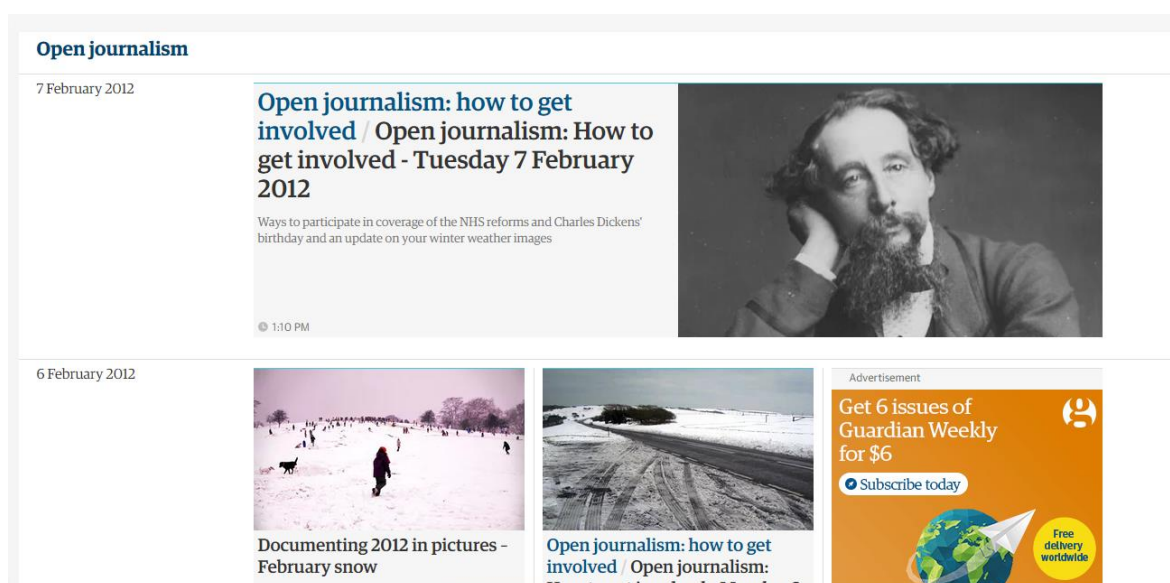 Open journalism
7 February 2012
Open journalism: how to get
involved / Open journalism: How to
get involved - Tuesday 7 February
2012
Ways to participate in coverage of the NHS reforms and Charles Dickens'
birthday and an update on your winter weather images
1:10 PM
6 February 2012
Documenting 2012 in pictures –
February snow
Open journalism: how to get
involved / Open journalism:
Advertisement
Get 6 issues of
Guardian Weekly
for $6
Subscribe today
Free
delivery
worldwide